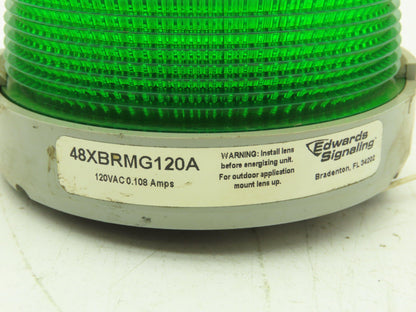 48XBRMG120A
120VAC 0.108 Amps
WARNING: Install lens
before energizing unit.
For outdoor application
mount lens up.
Edwards
Signaling
Bradenton, FL 34202